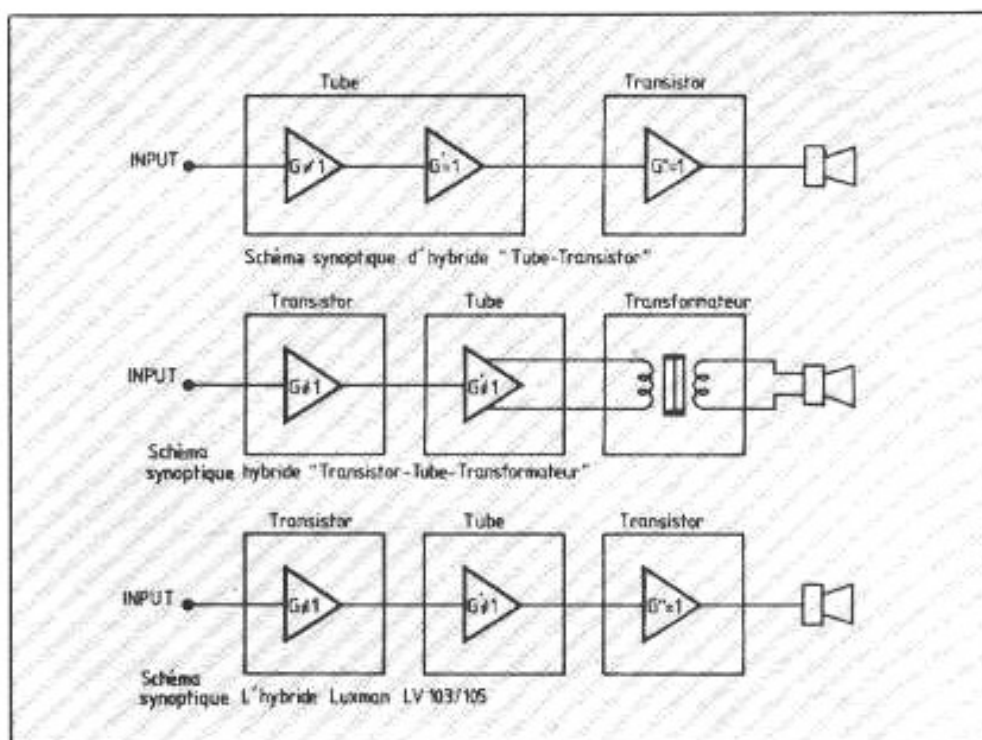 Tube Transistor
INPUT G≠1 G'=1 G"=1
Schéma synoptique d'hybride "Tube-Transistor"
Transistor Tube Transformateur
INPUT G≠1 G'≠1
Schéma
synoptique hybride "Transistor-Tube-Transformateur"
Transistor Tube Transistor
INPUT G≠1 G'≠1 G"=1
Schéma
synoptique L'hybride Luxman LV 103/105